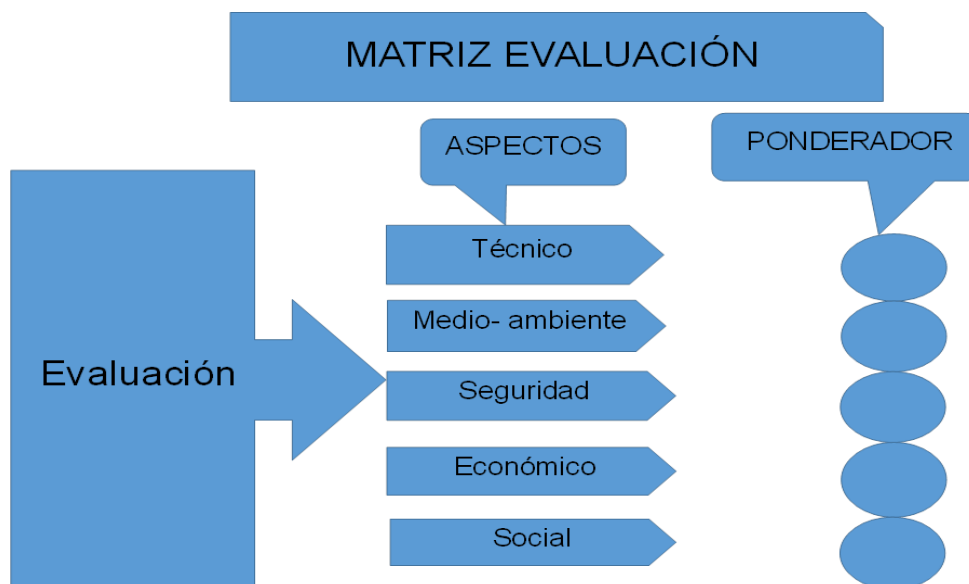 MATRIZ EVALUACIÓN
ASPECTOS
PONDERADOR
Evaluación
Técnico
Medio- ambiente
Seguridad
Económico
Social